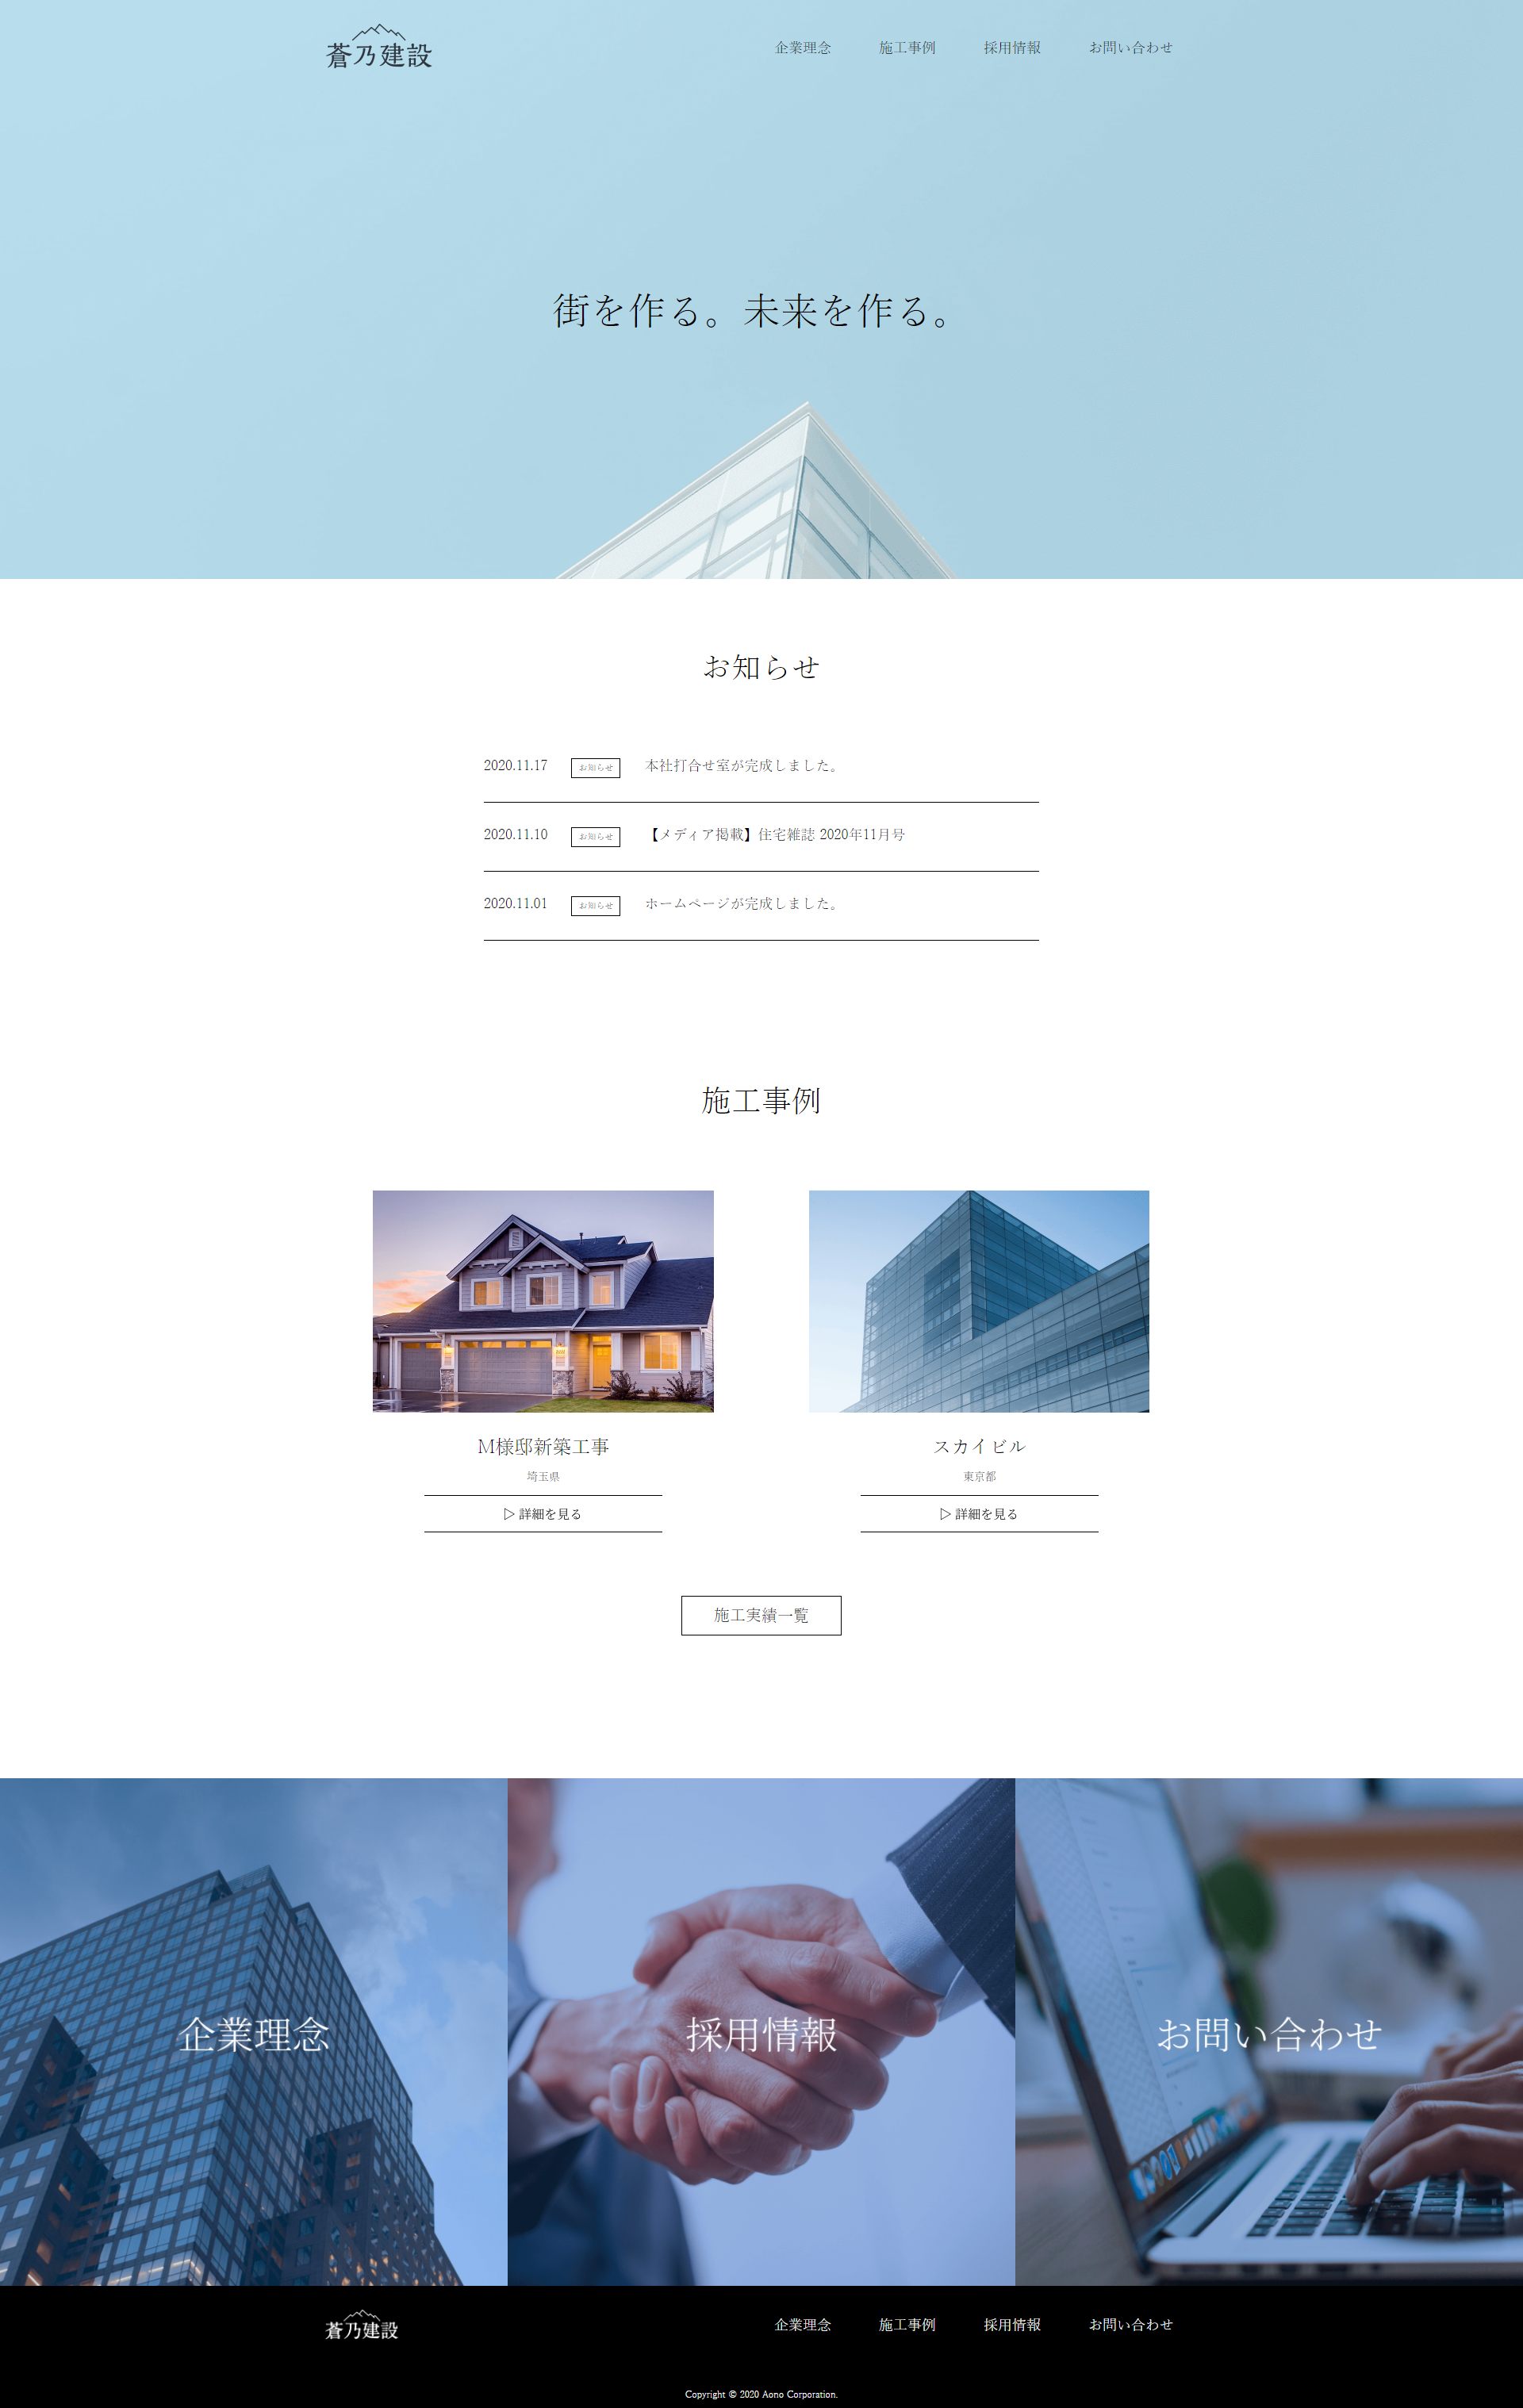 蒼乃建設
企業理念 施工事例 採用情報 お問い合わせ
街を作る。未来を作る。
お知らせ
2020.11.17 お知らせ 本社打合せ室が完成しました。
2020.11.10 お知らせ 【メディア掲載】住宅雑誌 2020年11月号
2020.11.01 お知らせ ホームページが完成しました。
施工事例
M様邸新築工事
埼玉県
▷ 詳細を見る
スカイビル
東京都
▷ 詳細を見る
施工実績一覧
企業理念
採用情報
お問い合わせ
蒼乃建設
企業理念 施工事例 採用情報 お問い合わせ
Copyright © 2020 Aono Corporation.